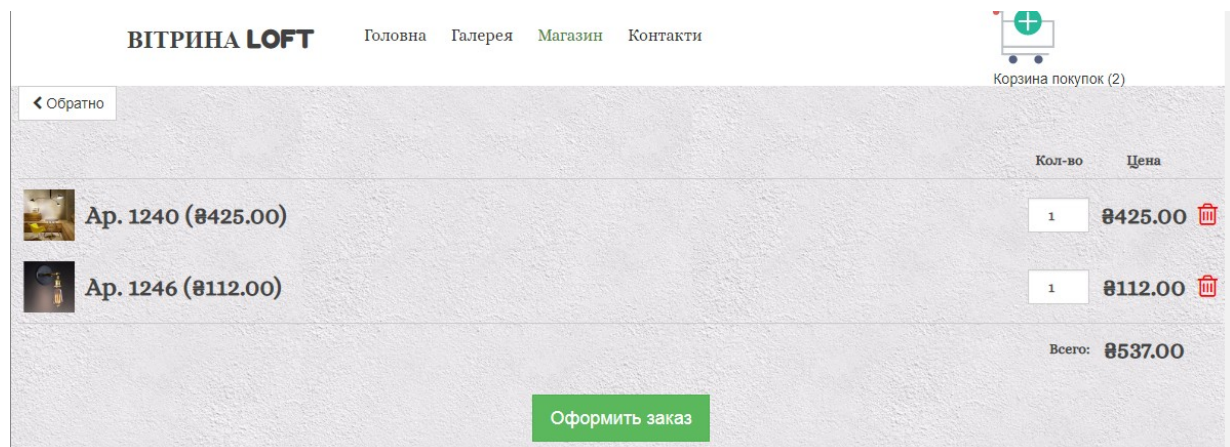 ВІТРИНА LOFT Головна Галерея Магазин Контакти
Корзина покупок (2)
Обратно
Кол-во Цена
Ар. 1240 (₴425.00) 1 ₴425.00
Ар. 1246 (₴112.00) 1 ₴112.00
Всего: ₴537.00
Оформить заказ